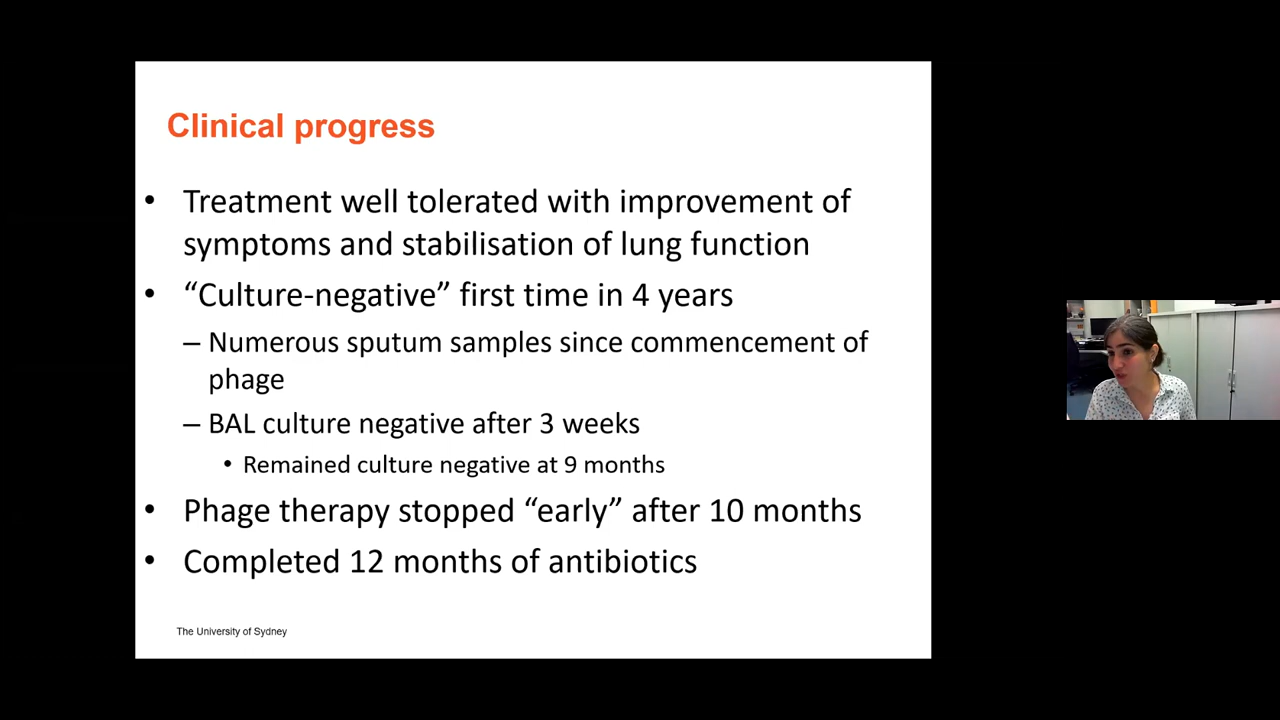 Clinical progress
• Treatment well tolerated with improvement of
symptoms and stabilisation of lung function
• “Culture-negative” first time in 4 years
– Numerous sputum samples since commencement of
phage
– BAL culture negative after 3 weeks
• Remained culture negative at 9 months
• Phage therapy stopped “early” after 10 months
• Completed 12 months of antibiotics
The University of Sydney